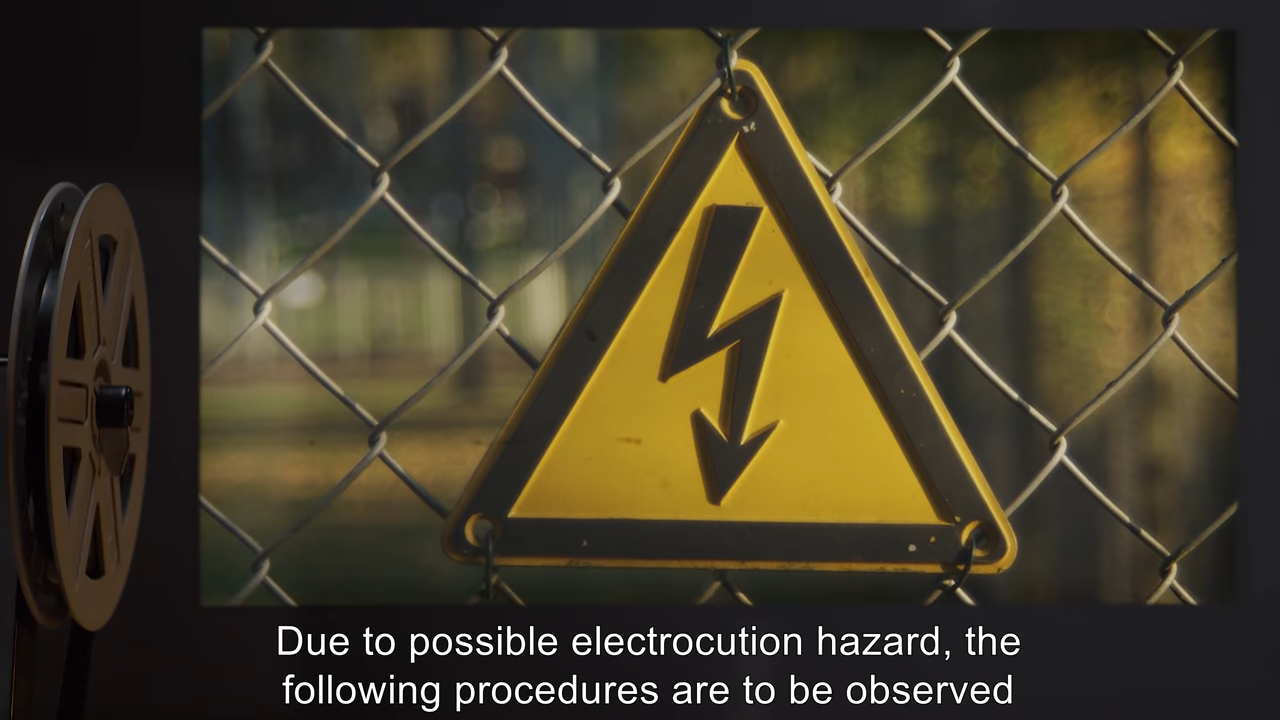 Due to possible electrocution hazard, the
following procedures are to be observed